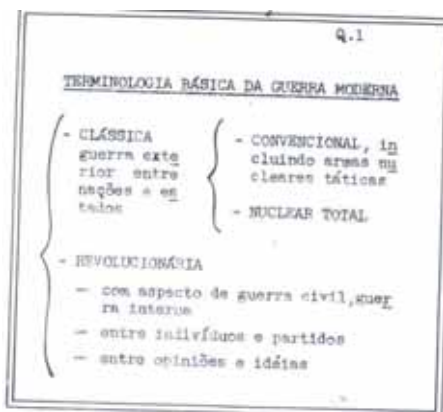 Q.1
TERMINOLOGIA BÁSICA DA GUERRA MODERNA
- CLÁSSICA
guerra exte
rior entre
nações e es
tados
- CONVENCIONAL, in
cluindo armas nu
cleares táticas
- NUCLEAR TOTAL
- REVOLUCIONÁRIA
- com aspecto de guerra civil, guer
ra interna
- entre indivíduos e partidos
- entre opiniões e idéias